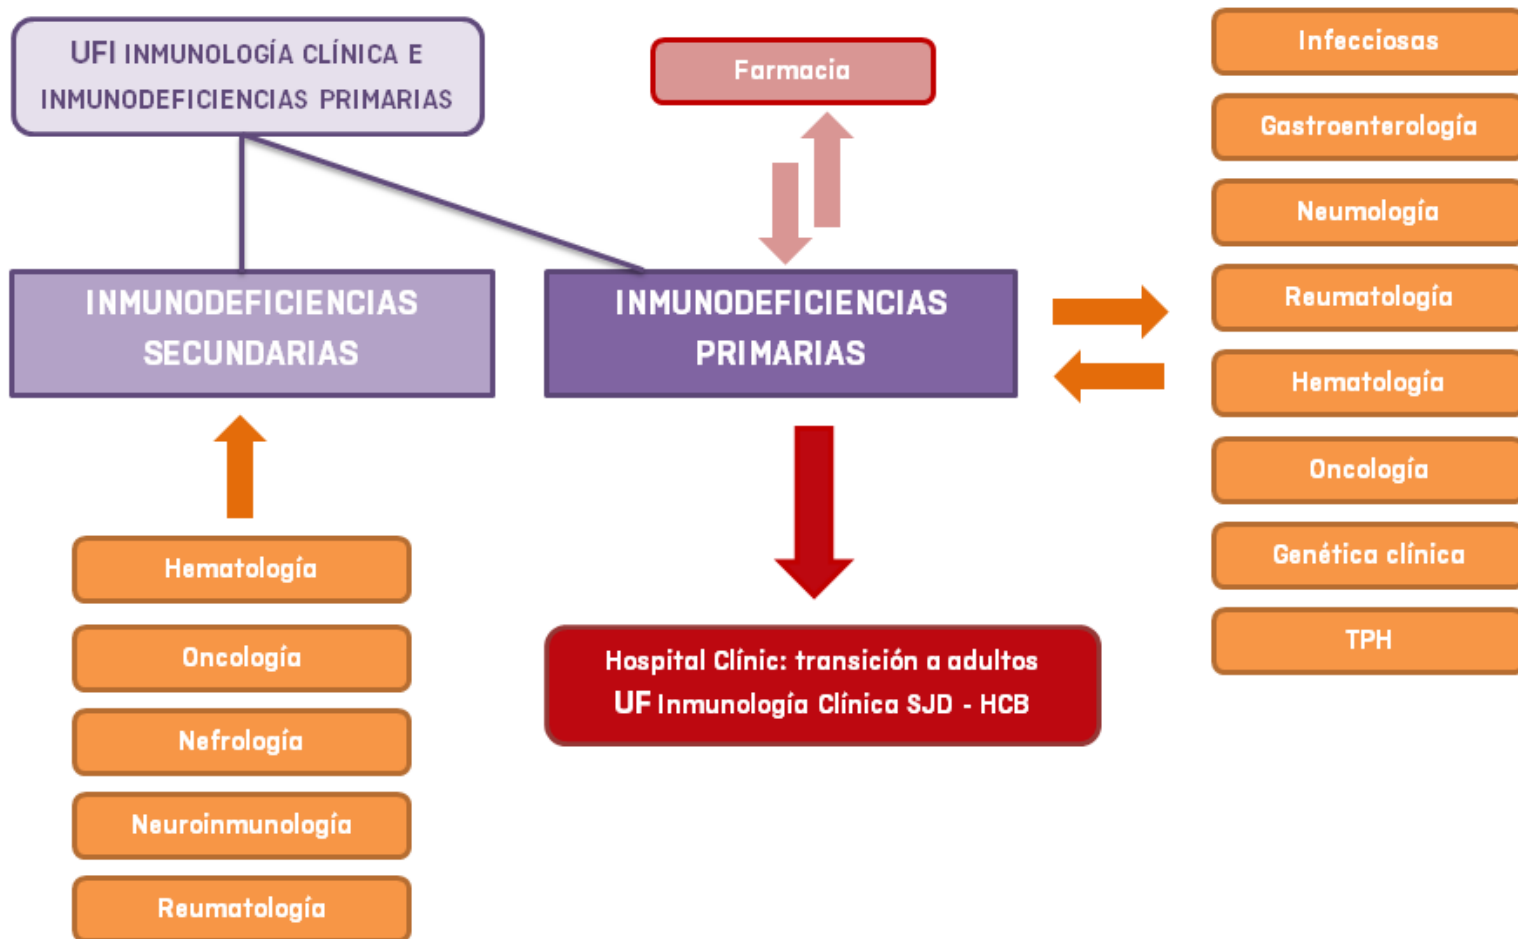 UFI INMUNOLOGÍA CLÍNICA E
INMUNODEFICIENCIAS PRIMARIAS
Farmacia
INMUNODEFICIENCIAS
SECUNDARIAS
INMUNODEFICIENCIAS
PRIMARIAS
Hematología
Oncología
Nefrología
Neuroinmunología
Reumatología
Hospital Clínic: transición a adultos
UF Inmunología Clínica SJD - HCB
Infecciosas
Gastroenterología
Neumología
Reumatología
Hematología
Oncología
Genética clínica
TPH